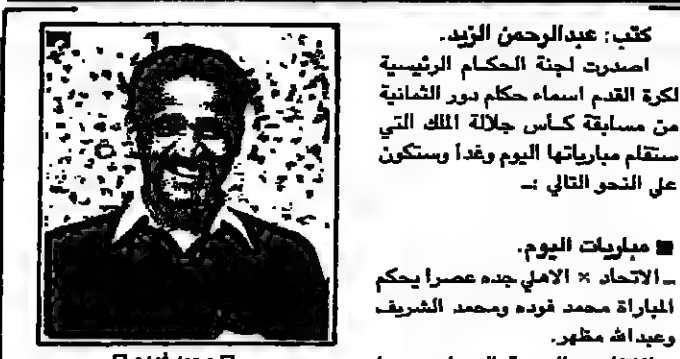 كتب: عبدالرحمن الزيد.
اصدرت لجنة الحكام الرئيسية
لكرة القدم اسماء حكام دور الثمانية
من مسابقة كأس جلالة الملك التي
ستقام مبارياتها اليوم وغداً وستكون
على النحو التالي :ـ
■ مباريات اليوم.
ـ الاتحاد × الاهلي جده عصراً يحكم
المباراة محمد فوده ومحمد الشريف
وعبدالله مظهر.